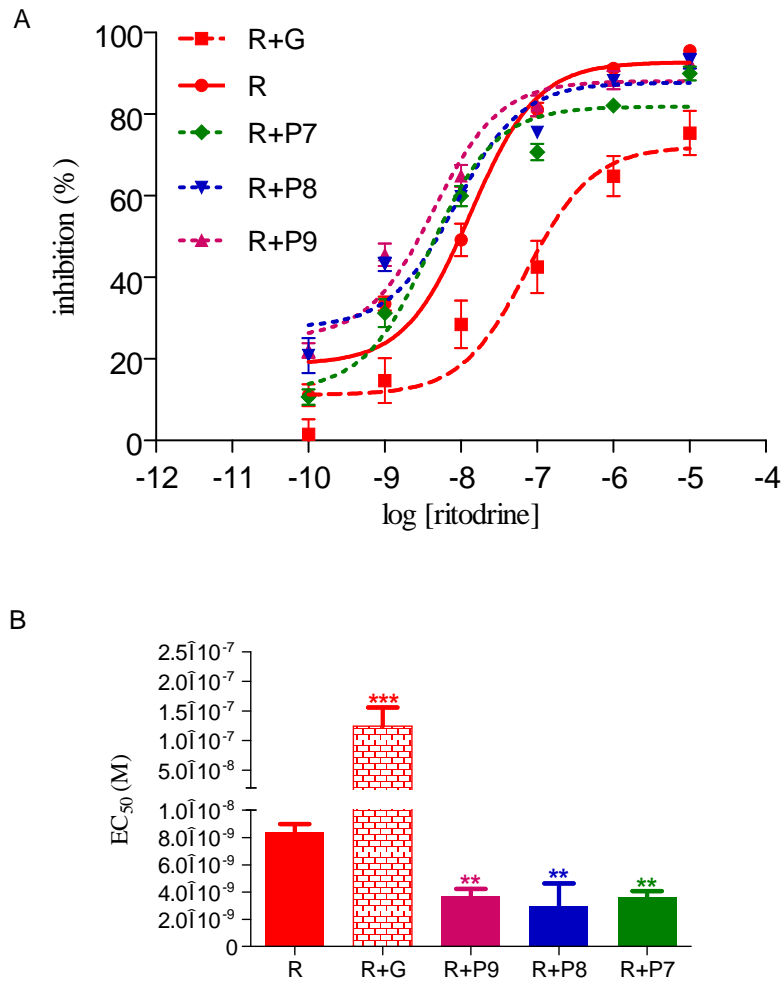 A
100
80
60
40
20
0
inhibition (%)
R+G
R
R+P7
R+P8
R+P9
-12 -11 -10 -9 -8 -7 -6 -5 -4
log [ritodrine]
B
2.5Î10⁻⁷
2.0Î10⁻⁷
1.5Î10⁻⁷
1.0Î10⁻⁷
5.0Î10⁻⁸
1.0Î10⁻⁸
8.0Î10⁻⁹
6.0Î10⁻⁹
4.0Î10⁻⁹
2.0Î10⁻⁹
0
EC₅₀ (M)
***
** ** **
R R+G R+P9 R+P8 R+P7